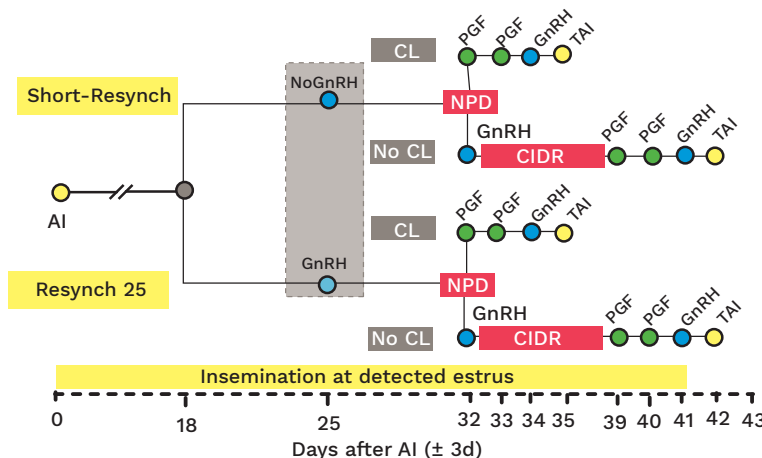 PGF PGF GnRH TAI
CL
Short-Resynch
NoGnRH
NPD
GnRH
No CL
CIDR
PGF PGF GnRH TAI
AI
PGF PGF GnRH TAI
CL
Resynch 25
GnRH
NPD
GnRH
No CL
CIDR
PGF PGF GnRH TAI
Insemination at detected estrus
0 18 25 32 33 34 35 39 40 41 42 43
Days after AI (± 3d)